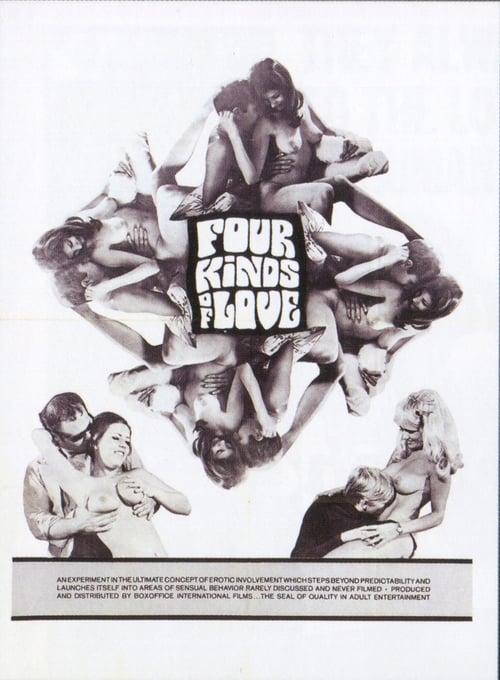 FOUR
KINDS
OF LOVE
AN EXPERIMENT IN THE ULTIMATE CONCEPT OF EROTIC INVOLVEMENT WHICH STEPS BEYOND PREDICTABILITY AND
LAUNCHES ITSELF INTO AREAS OF SENSUAL BEHAVIOR RARELY DISCUSSED AND NEVER FILMED • PRODUCED
AND DISTRIBUTED BY BOXOFFICE INTERNATIONAL FILMS...THE SEAL OF QUALITY IN ADULT ENTERTAINMENT